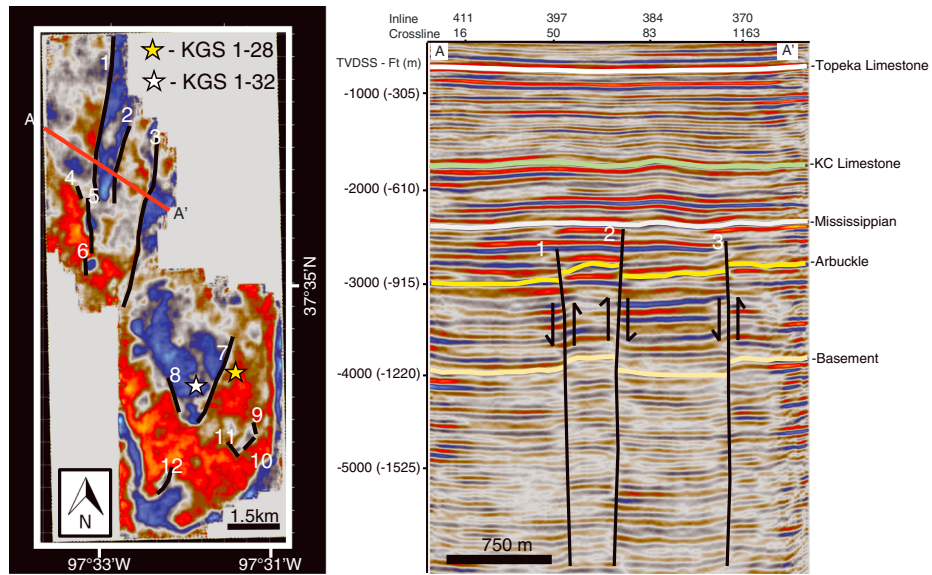 - KGS 1-28
- KGS 1-32
1
2
3
A
4
5
A'
6
37°35'N
7
8
9
11
10
12
N
1.5km
97°33'W
97°31'W
Inline 411 397 384 370
Crossline 16 50 83 1163
TVDSS - Ft (m)
A
A'
-Topeka Limestone
-1000 (-305)
-KC Limestone
-2000 (-610)
-Mississippian
1
2
3
-Arbuckle
-3000 (-915)
-Basement
-4000 (-1220)
-5000 (-1525)
750 m